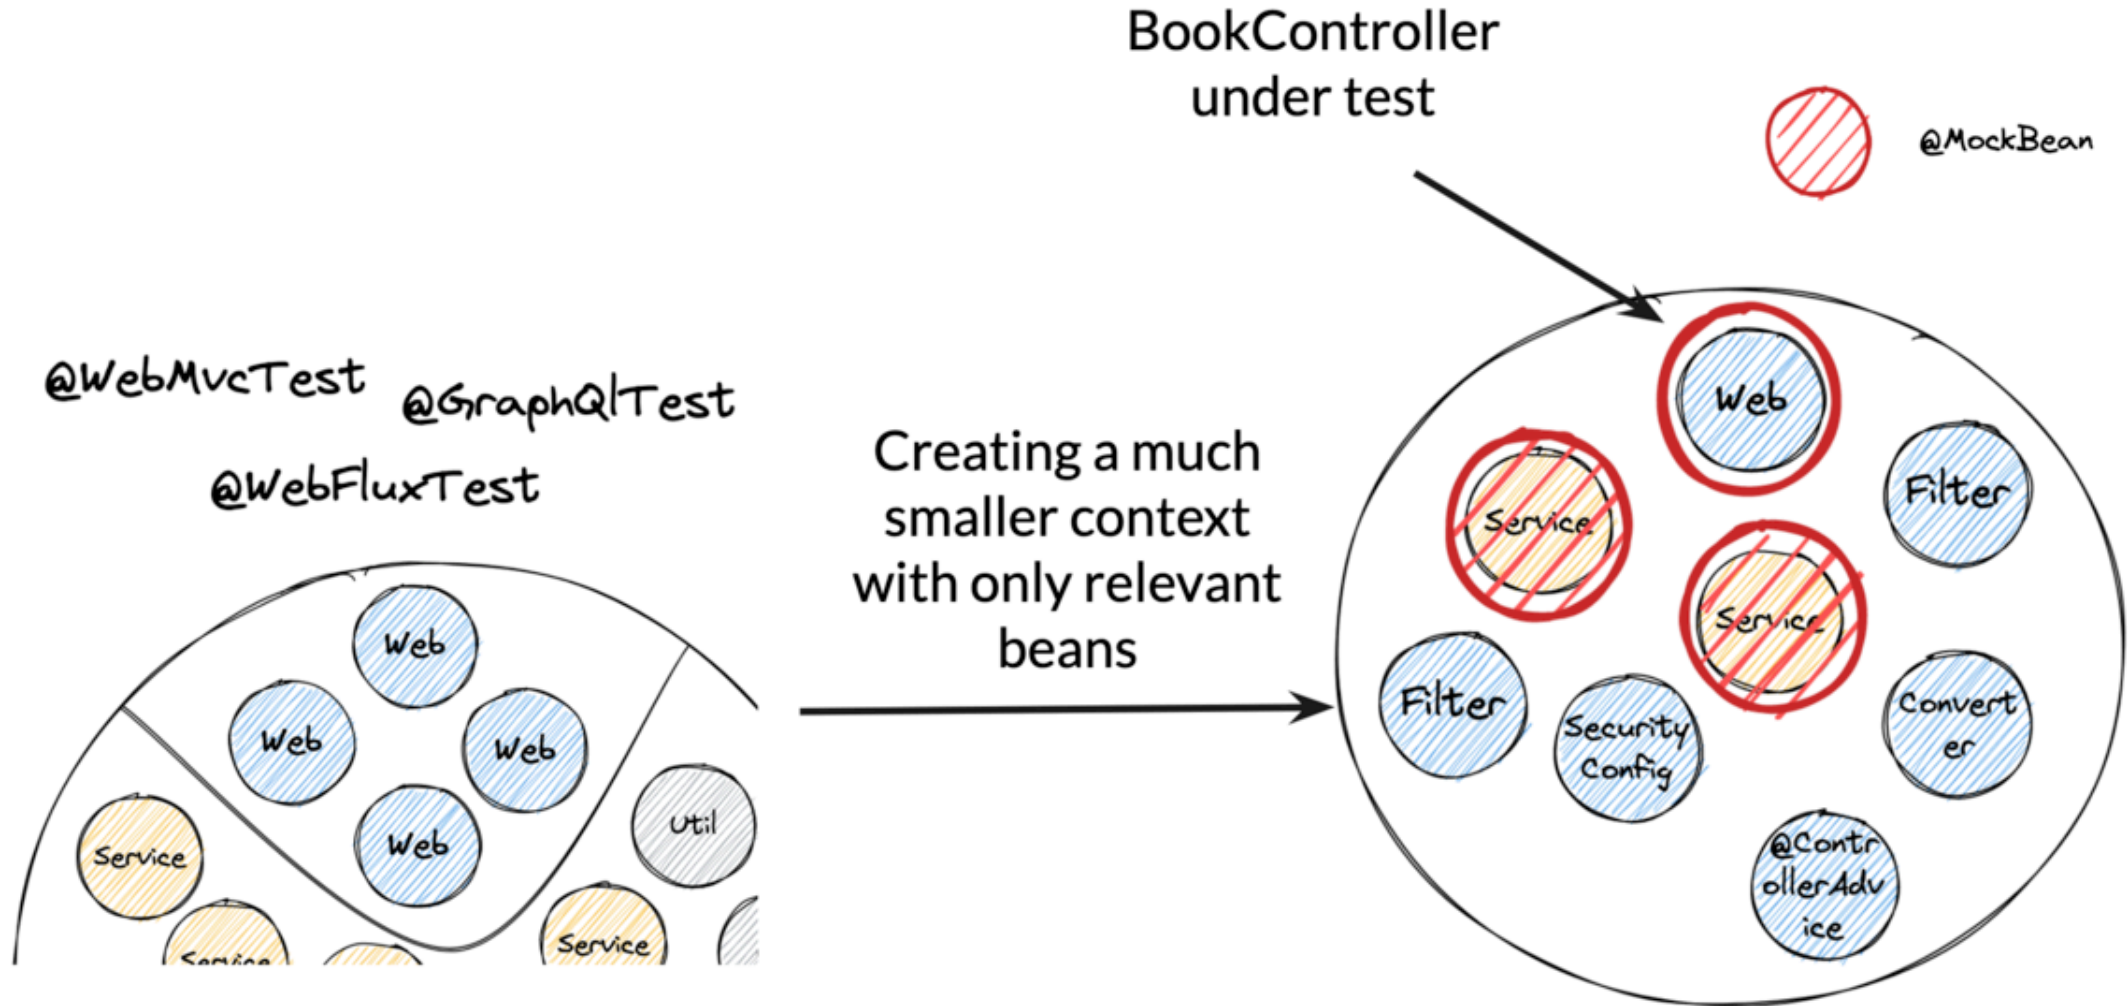 BookController
under test
@MockBean
@WebMvcTest
@GraphQlTest
@WebFluxTest
Creating a much
smaller context
with only relevant
beans
Web
Web
Web
Web
Util
Service
Service
Service
Web
Filter
Service
Service
Filter
Security
Config
Convert
er
@Contr
ollerAdv
ice